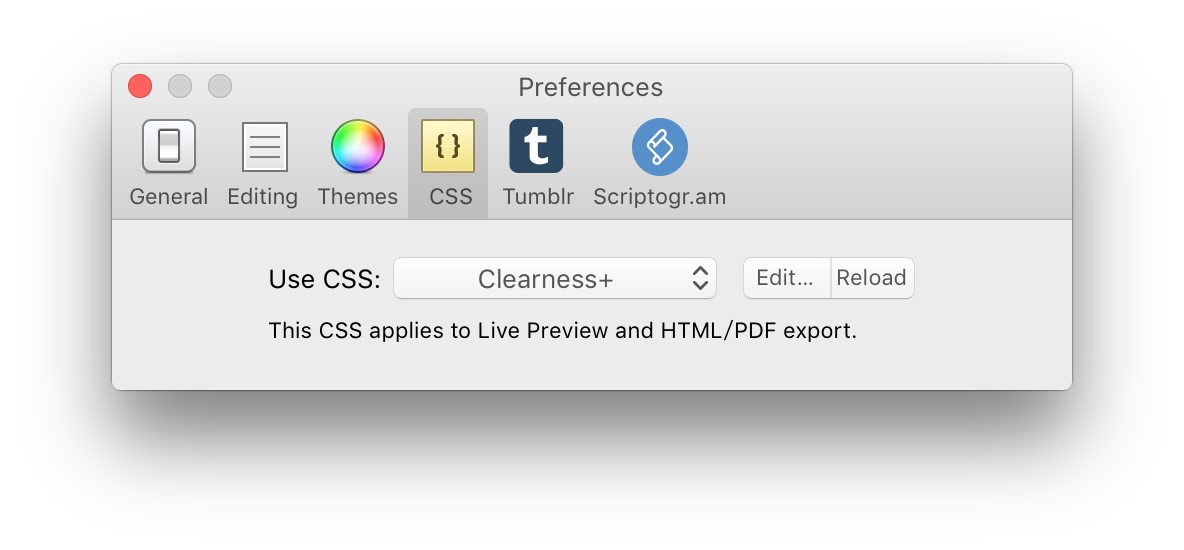 Preferences
General Editing Themes CSS Tumblr Scriptogr.am
Use CSS: Clearness+ Edit... Reload
This CSS applies to Live Preview and HTML/PDF export.